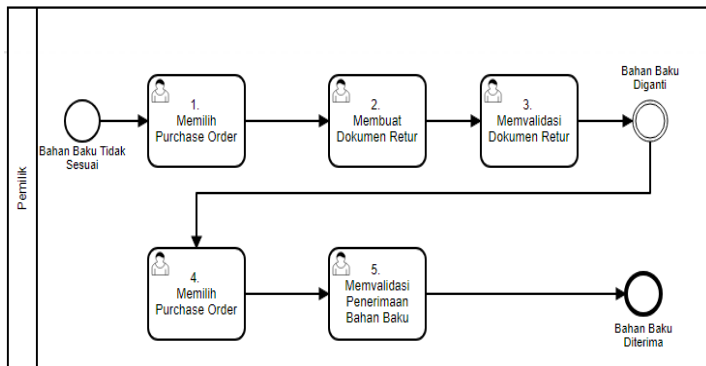 Pemilik
Bahan Baku Tidak
Sesuai
1.
Memilih
Purchase Order
2.
Membuat
Dokumen Retur
3.
Memvalidasi
Dokumen Retur
Bahan Baku
Diganti
4.
Memilih
Purchase Order
5.
Memvalidasi
Penerimaan
Bahan Baku
Bahan Baku
Diterima